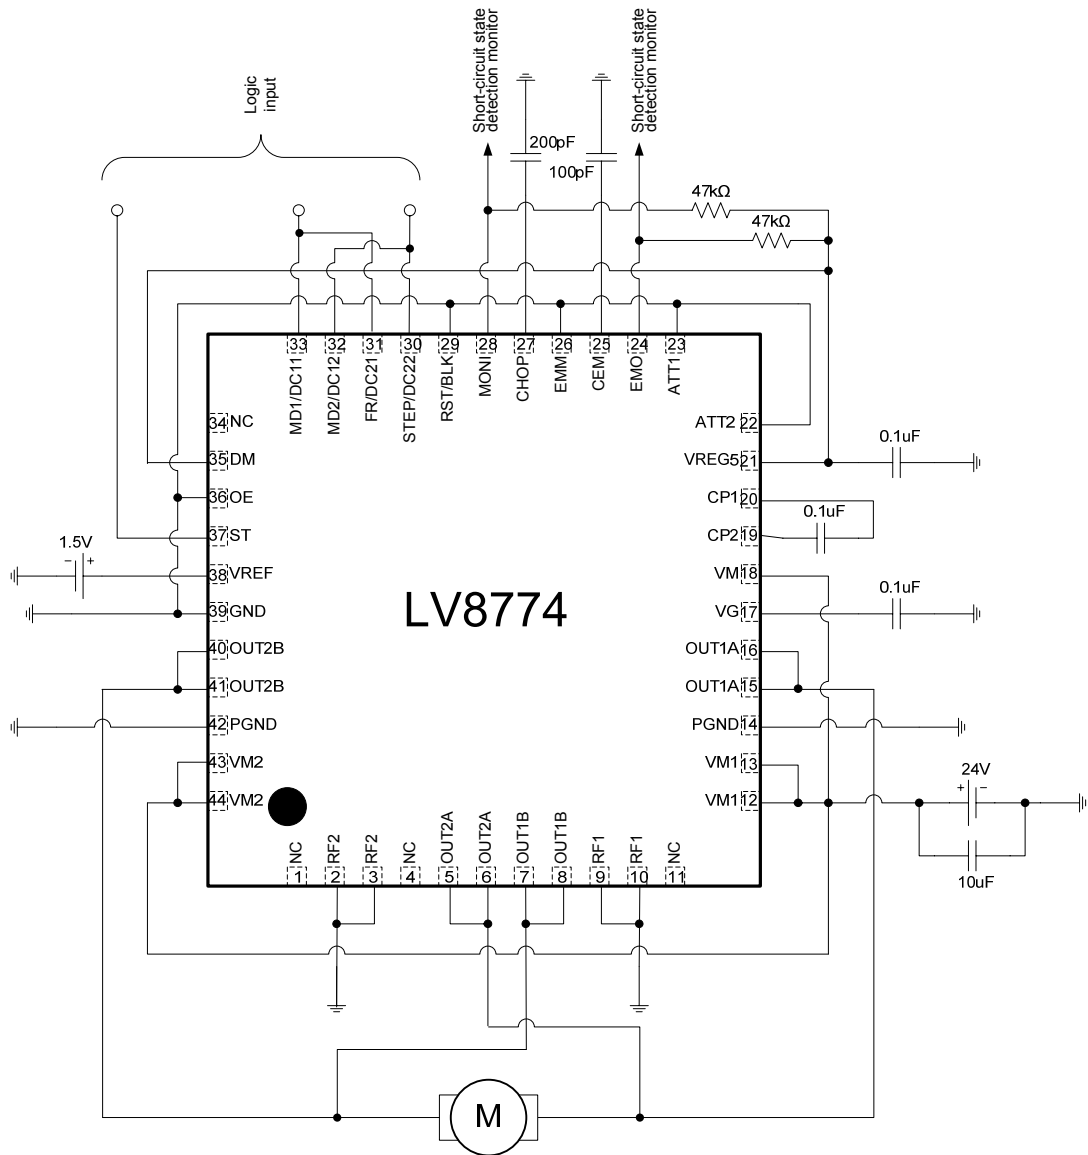 Short-circuit state
detection monitor
Short-circuit state
detection monitor
Logic
input
200pF
100pF
47kΩ
47kΩ
33
32
31
30
29
28
27
26
25
24
23
MD1/DC11
MD2/DC12
FR/DC21
STEP/DC22
RST/BLK
MONI
CHOP
EMM
CEM
EMO
ATT1
34 NC
ATT2 22
35 DM
VREG5 21
0.1uF
36 OE
CP1 20
37 ST
CP2 19
0.1uF
1.5V
- +
38 VREF
VM 18
39 GND
VG 17
0.1uF
LV8774
40 OUT2B
OUT1A 16
41 OUT2B
OUT1A 15
42 PGND
PGND 14
43 VM2
VM1 13
44 VM2
VM1 12
24V
+ -
10uF
NC
RF2
RF2
NC
OUT2A
OUT2A
OUT1B
OUT1B
RF1
RF1
NC
1
2
3
4
5
6
7
8
9
10
11
M